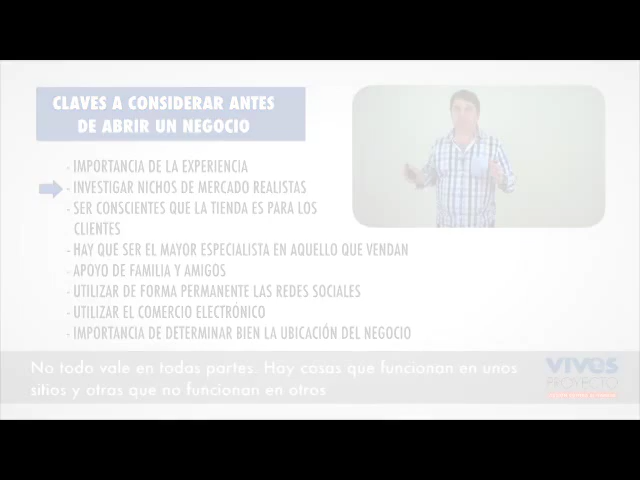 CLAVES A CONSIDERAR ANTES
DE ABRIR UN NEGOCIO
- IMPORTANCIA DE LA EXPERIENCIA
- INVESTIGAR NICHOS DE MERCADO REALISTAS
- SER CONSCIENTES QUE LA TIENDA ES PARA LOS
CLIENTES
- HAY QUE SER EL MAYOR ESPECIALISTA EN AQUELLO QUE VENDAN
- APOYO DE FAMILIA Y AMIGOS
- UTILIZAR DE FORMA PERMANENTE LAS REDES SOCIALES
- UTILIZAR EL COMERCIO ELECTRÓNICO
- IMPORTANCIA DE DETERMINAR BIEN LA UBICACIÓN DEL NEGOCIO
No todo vale en todas partes. Hay cosas que funcionan en unos
sitios y otras que no funcionan en otros
VIVES
PROYECTO